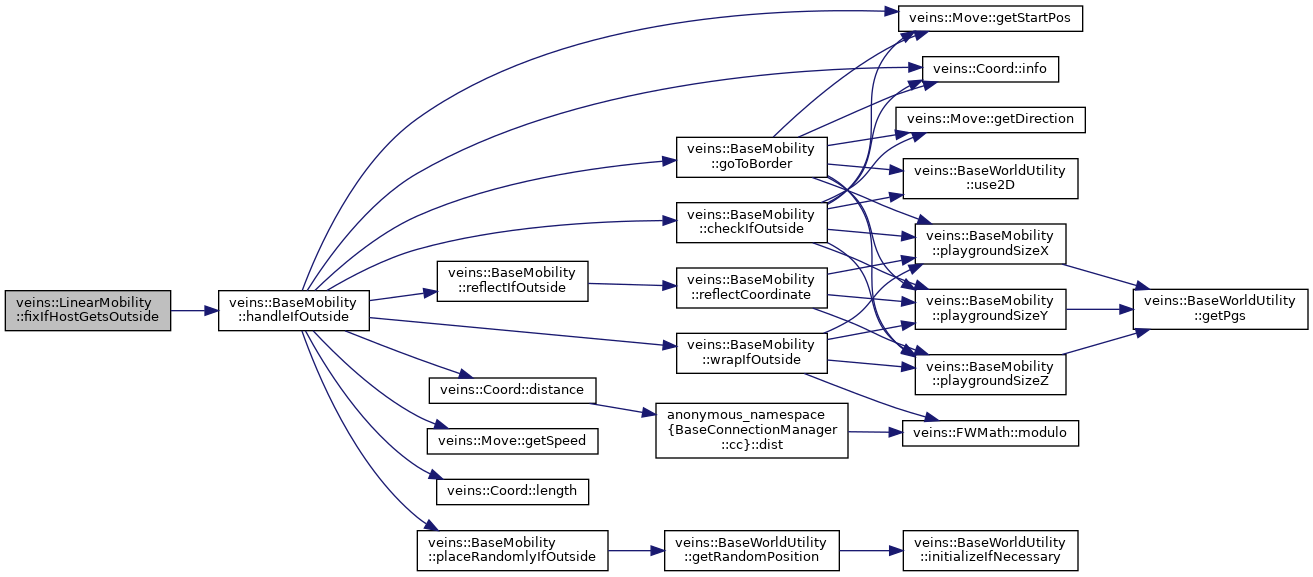 veins::LinearMobility
::fixIfHostGetsOutside
veins::BaseMobility
::handleIfOutside
veins::Move::getStartPos
veins::Coord::info
veins::BaseMobility
::goToBorder
veins::Move::getDirection
veins::BaseWorldUtility
::use2D
veins::BaseMobility
::playgroundSizeX
veins::BaseWorldUtility
::getPgs
veins::BaseMobility
::playgroundSizeY
veins::BaseMobility
::playgroundSizeZ
veins::BaseMobility
::checkIfOutside
veins::BaseMobility
::reflectIfOutside
veins::BaseMobility
::reflectCoordinate
veins::BaseMobility
::wrapIfOutside
veins::FWMath::modulo
veins::Coord::distance
anonymous_namespace
{BaseConnectionManager
::cc}::dist
veins::Move::getSpeed
veins::Coord::length
veins::BaseMobility
::placeRandomlyIfOutside
veins::BaseWorldUtility
::getRandomPosition
veins::BaseWorldUtility
::initializeIfNecessary